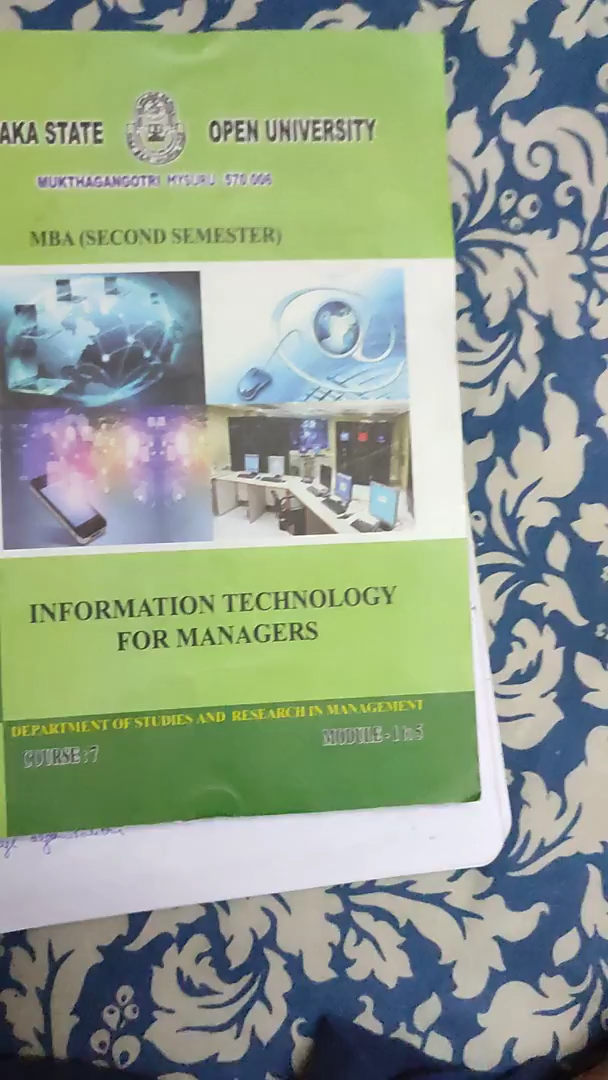 AKA STATE OPEN UNIVERSITY
MUKTHAGANGOTRI MYSURU 570 006
MBA (SECOND SEMESTER)
INFORMATION TECHNOLOGY
FOR MANAGERS
DEPARTMENT OF STUDIES AND RESEARCH IN MANAGEMENT
COURSE : 7 MODULE - 1 to 5